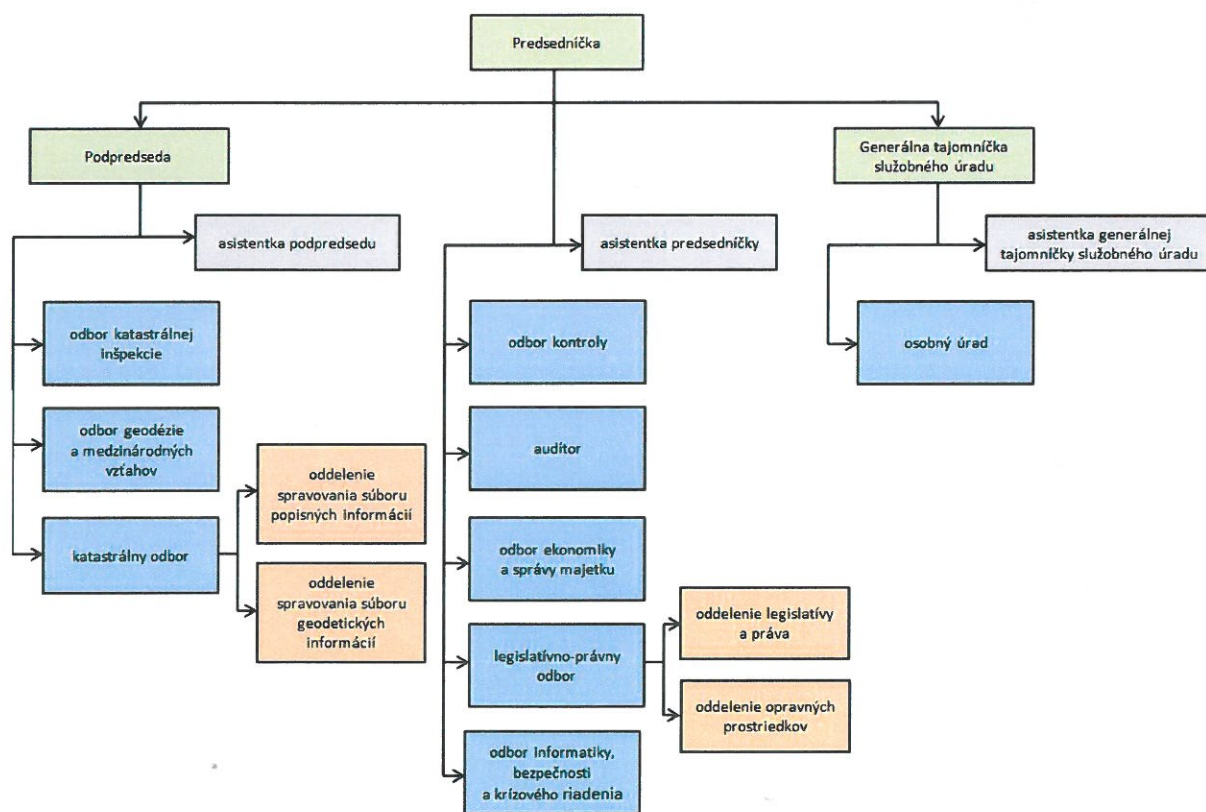 Predsedníčka
Podpredseda
Generálna tajomníčka
služobného úradu
asistentka podpredsedu
asistentka predsedníčky
asistentka generálnej
tajomníčky služobného úradu
odbor katastrálnej
inšpekcie
odbor geodézie
a medzinárodných
vzťahov
katastrálny odbor
oddelenie
spravovania súboru
popisných informácií
oddelenie
spravovania súboru
geodetických
informácií
odbor kontroly
audítor
odbor ekonomiky
a správy majetku
legislatívno-právny
odbor
oddelenie legislatívy
a práva
oddelenie opravných
prostriedkov
odbor informatiky,
bezpečnosti
a krízového riadenia
osobný úrad